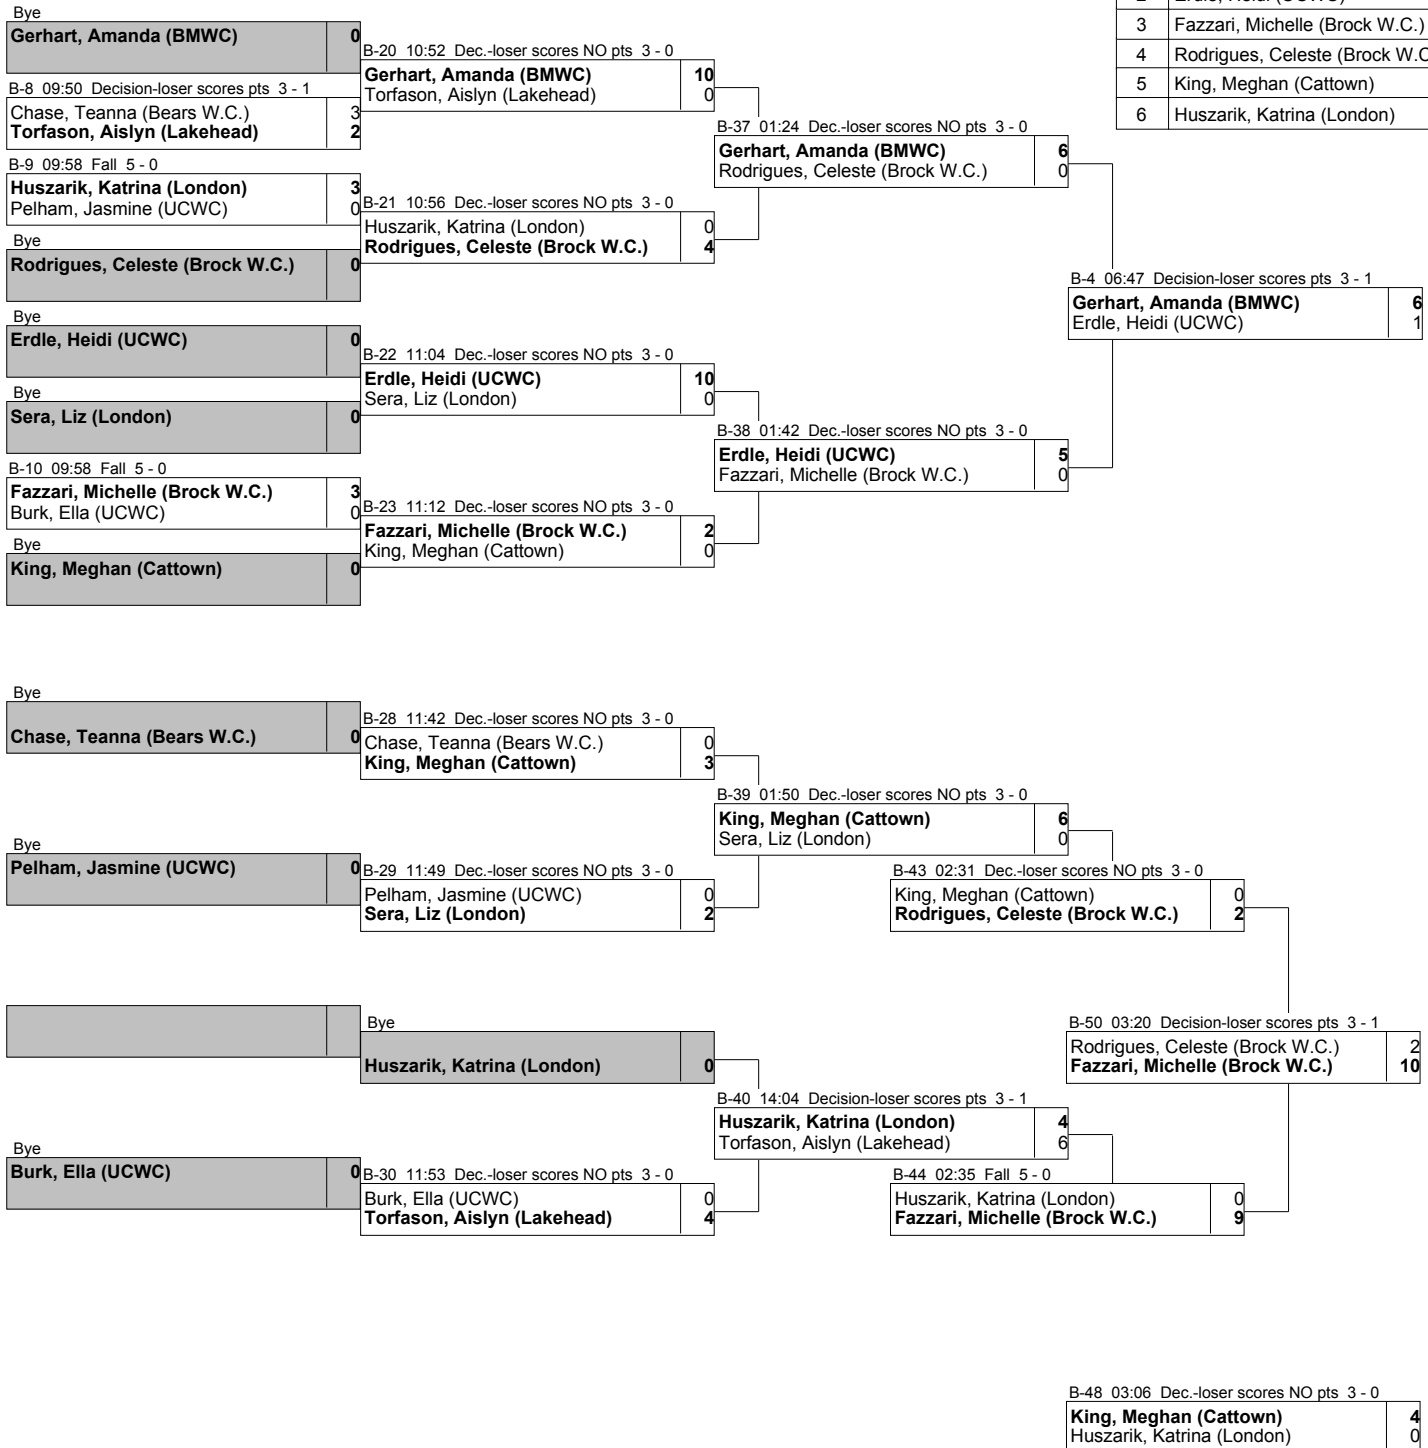 2 Erdle, Heidi (UCWC)
3 Fazzari, Michelle (Brock W.C.)
4 Rodrigues, Celeste (Brock W.C
5 King, Meghan (Cattown)
6 Huszarik, Katrina (London)
Bye
Gerhart, Amanda (BMWC) 0
B-8 09:50 Decision-loser scores pts 3 - 1
Chase, Teanna (Bears W.C.) 3
Torfason, Aislyn (Lakehead) 2
B-9 09:58 Fall 5 - 0
Huszarik, Katrina (London) 3
Pelham, Jasmine (UCWC) 0
Bye
Rodrigues, Celeste (Brock W.C.) 0
Bye
Erdle, Heidi (UCWC) 0
Bye
Sera, Liz (London) 0
B-10 09:58 Fall 5 - 0
Fazzari, Michelle (Brock W.C.) 3
Burk, Ella (UCWC) 0
Bye
King, Meghan (Cattown) 0
B-20 10:52 Dec.-loser scores NO pts 3 - 0
Gerhart, Amanda (BMWC) 10
Torfason, Aislyn (Lakehead) 0
B-21 10:56 Dec.-loser scores NO pts 3 - 0
Huszarik, Katrina (London) 0
Rodrigues, Celeste (Brock W.C.) 4
B-22 11:04 Dec.-loser scores NO pts 3 - 0
Erdle, Heidi (UCWC) 10
Sera, Liz (London) 0
B-23 11:12 Dec.-loser scores NO pts 3 - 0
Fazzari, Michelle (Brock W.C.) 2
King, Meghan (Cattown) 0
B-37 01:24 Dec.-loser scores NO pts 3 - 0
Gerhart, Amanda (BMWC) 6
Rodrigues, Celeste (Brock W.C.) 0
B-38 01:42 Dec.-loser scores NO pts 3 - 0
Erdle, Heidi (UCWC) 5
Fazzari, Michelle (Brock W.C.) 0
B-4 06:47 Decision-loser scores pts 3 - 1
Gerhart, Amanda (BMWC) 6
Erdle, Heidi (UCWC) 1
Bye
Chase, Teanna (Bears W.C.) 0
Bye
Pelham, Jasmine (UCWC) 0
Bye
Burk, Ella (UCWC) 0
B-28 11:42 Dec.-loser scores NO pts 3 - 0
Chase, Teanna (Bears W.C.) 0
King, Meghan (Cattown) 3
B-29 11:49 Dec.-loser scores NO pts 3 - 0
Pelham, Jasmine (UCWC) 0
Sera, Liz (London) 2
Bye
Huszarik, Katrina (London) 0
B-30 11:53 Dec.-loser scores NO pts 3 - 0
Burk, Ella (UCWC) 0
Torfason, Aislyn (Lakehead) 4
B-39 01:50 Dec.-loser scores NO pts 3 - 0
King, Meghan (Cattown) 6
Sera, Liz (London) 0
B-40 14:04 Decision-loser scores pts 3 - 1
Huszarik, Katrina (London) 4
Torfason, Aislyn (Lakehead) 6
B-43 02:31 Dec.-loser scores NO pts 3 - 0
King, Meghan (Cattown) 0
Rodrigues, Celeste (Brock W.C.) 2
B-44 02:35 Fall 5 - 0
Huszarik, Katrina (London) 0
Fazzari, Michelle (Brock W.C.) 9
B-50 03:20 Decision-loser scores pts 3 - 1
Rodrigues, Celeste (Brock W.C.) 2
Fazzari, Michelle (Brock W.C.) 10
B-48 03:06 Dec.-loser scores NO pts 3 - 0
King, Meghan (Cattown) 4
Huszarik, Katrina (London) 0